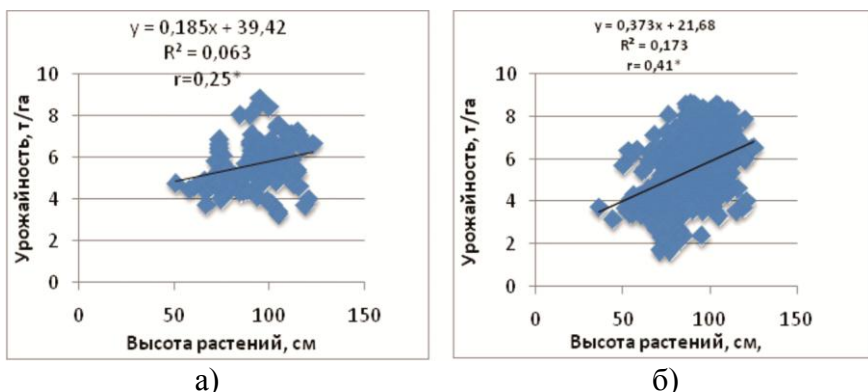 y = 0,185x + 39,42
R² = 0,063
r=0,25*
Урожайность, т/га
10
8
6
4
2
0
0 50 100 150
Высота растений, см
а)
y = 0,373x + 21,68
R² = 0,173
r= 0,41*
Урожайность, т/га
10
8
6
4
2
0
0 50 100 150
Высота растений, см,
б)